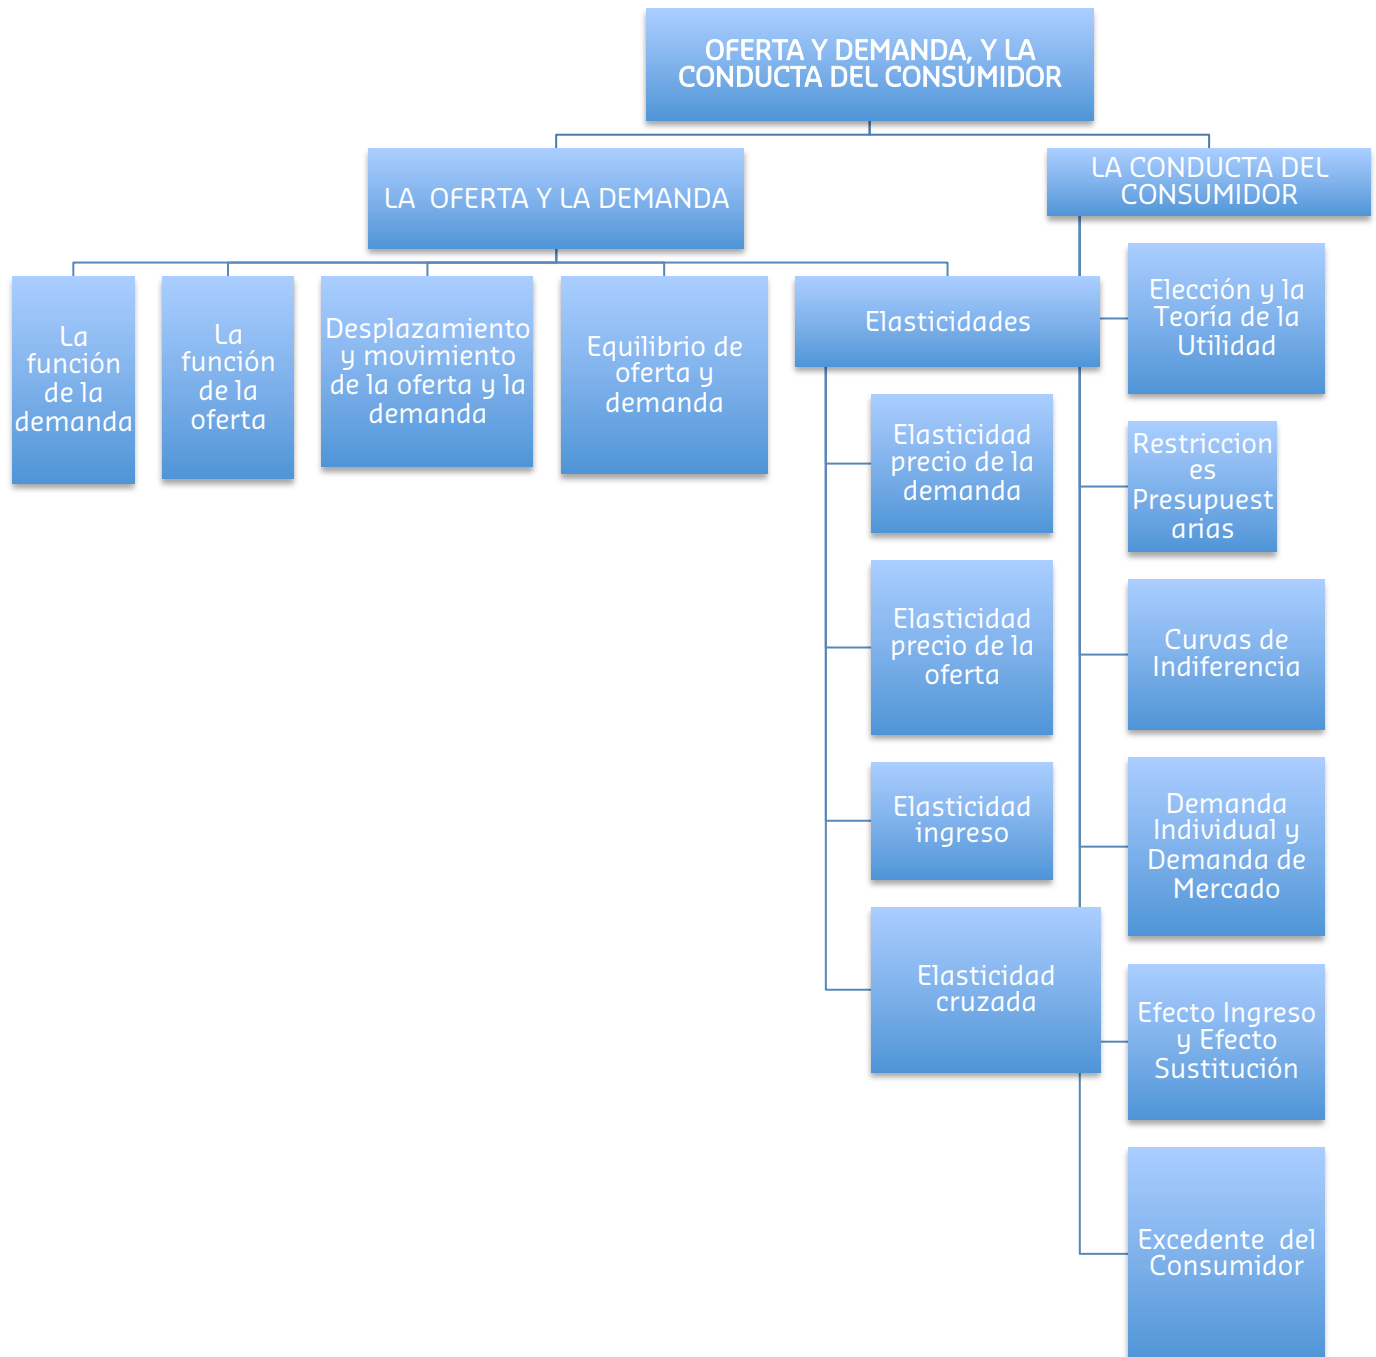 OFERTA Y DEMANDA, Y LA
CONDUCTA DEL CONSUMIDOR
LA  OFERTA Y LA DEMANDA
LA CONDUCTA DEL
CONSUMIDOR
La
función
de la
demanda
La
función
de la
oferta
Desplazamiento
y movimiento
de la oferta y la
demanda
Equilibrio de
oferta y
demanda
Elasticidades
Elasticidad
precio de la
demanda
Elasticidad
precio de la
oferta
Elasticidad
ingreso
Elasticidad
cruzada
Elección y la
Teoría de la
Utilidad
Restriccion
es
Presupuest
arias
Curvas de
Indiferencia
Demanda
Individual y
Demanda de
Mercado
Efecto Ingreso
y Efecto
Sustitución
Excedente  del
Consumidor